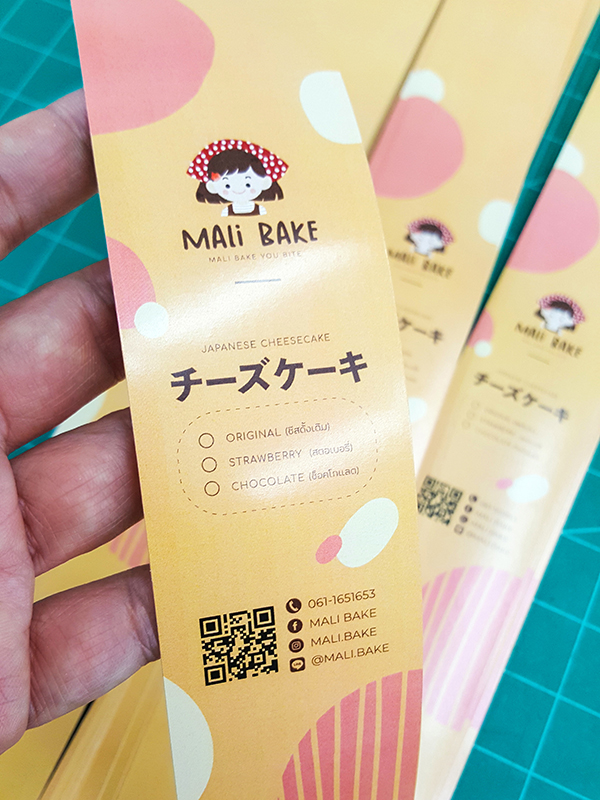 MALI BAKE
MALI BAKE YOU BITE
JAPANESE CHEESECAKE
チーズケーキ
ORIGINAL (ชีสดั้งเดิม)
STRAWBERRY (สตอเบอรี่)
CHOCOLATE (ช็อคโกแลต)
061-1651653
MALI BAKE
MALI.BAKE
@MALI.BAKE
MALI BAKE
MALI BAKE
チーズケーキ